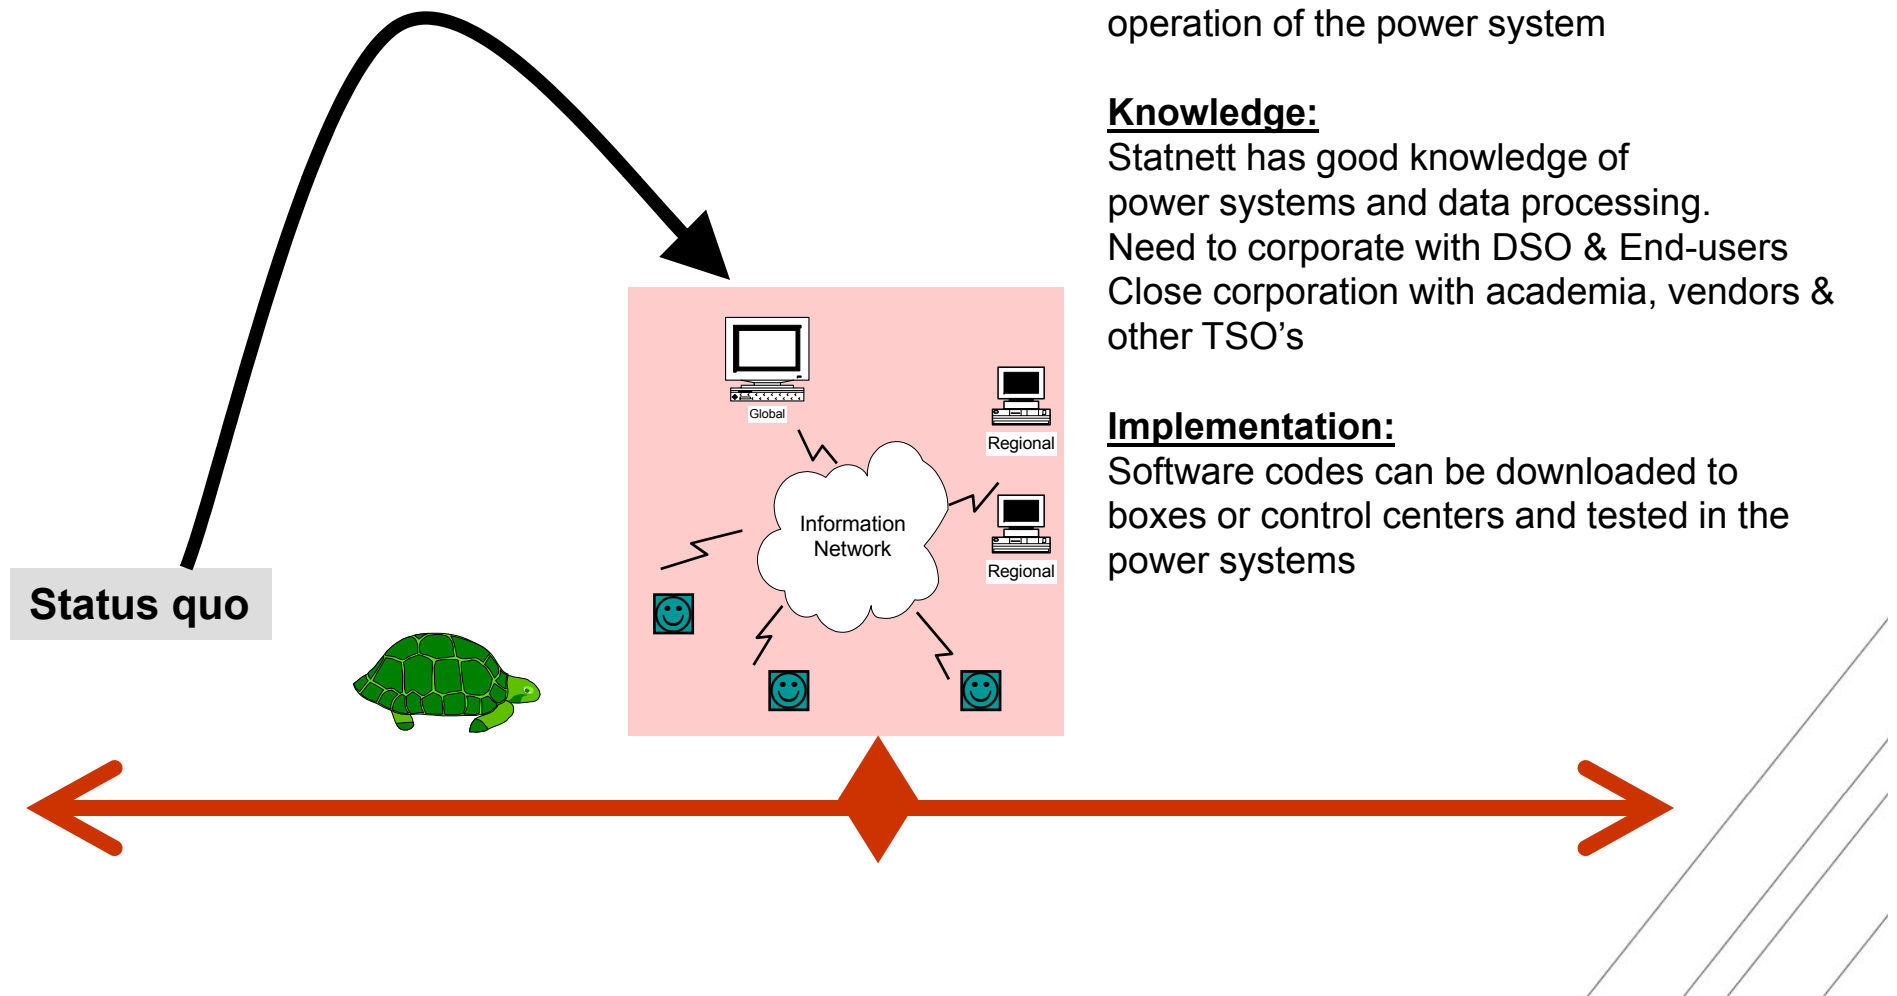 operation of the power system
Knowledge:
Statnett has good knowledge of
power systems and data processing.
Need to corporate with DSO & End-users
Close corporation with academia, vendors &
other TSO’s
Implementation:
Software codes can be downloaded to
boxes or control centers and tested in the
power systems
Global
Regional
Information
Network
Regional
Status quo